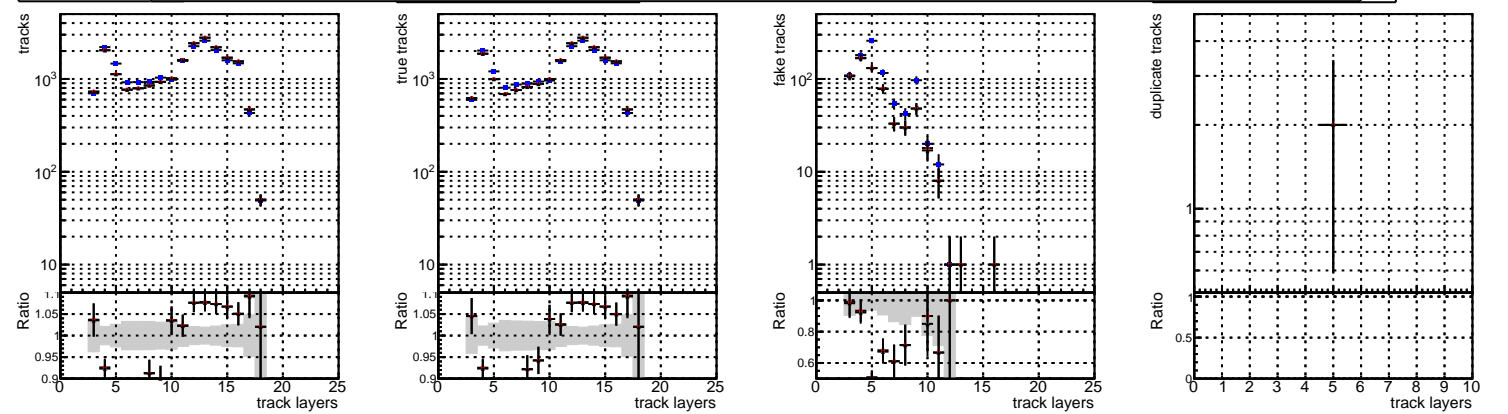 tracks
10³
10²
10
Ratio
1.1
1.05
1
0.95
0.9
0 5 10 15 20 25
track layers
true tracks
10³
10²
10
Ratio
1.1
1.05
1
0.95
0.9
0 5 10 15 20 25
track layers
fake tracks
10²
10
1
Ratio
1
0.8
0.6
0 5 10 15 20 25
track layers
duplicate tracks
1
Ratio
1
0.5
0
0 1 2 3 4 5 6 7 8 9 10
track layers